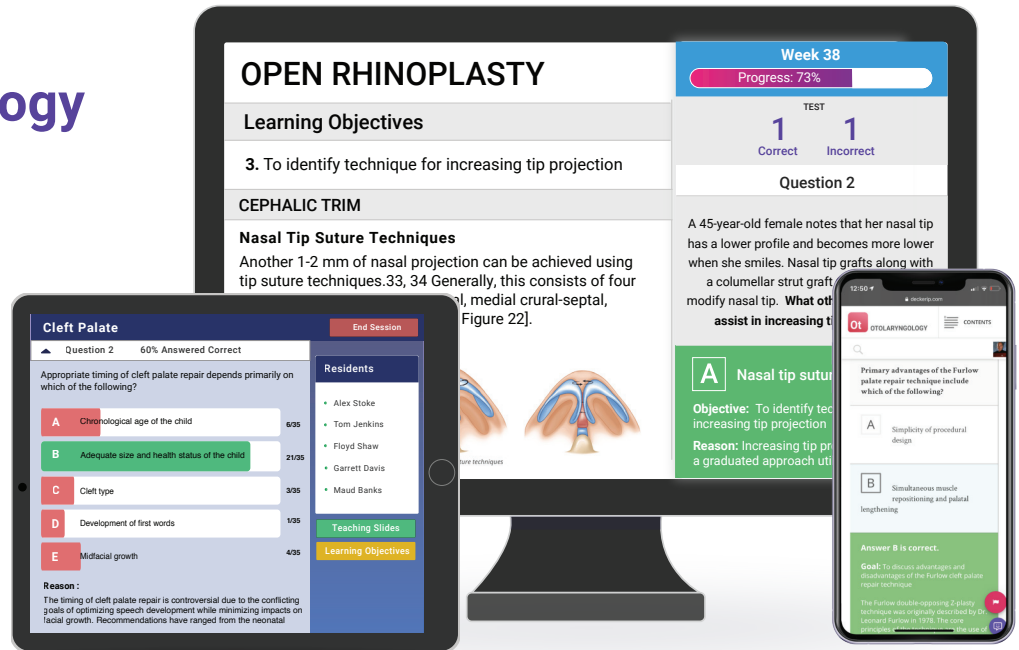 ology
OPEN RHINOPLASTY
Learning Objectives
3. To identify technique for increasing tip projection
CEPHALIC TRIM
Nasal Tip Suture Techniques
Another 1-2 mm of nasal projection can be achieved using
tip suture techniques.33, 34 Generally, this consists of four
medial crural-septal,
Figure 22].
techniques
Week 38
Progress: 73%
TEST
1 1
Correct Incorrect
Question 2
A 45-year-old female notes that her nasal tip
has a lower profile and becomes more lower
when she smiles. Nasal tip grafts along with
a columellar strut graft
modify nasal tip. What
assist in increasing
A Nasal tip
Objective: To identify
increasing tip projection
Reason: Increasing tip
a graduated approach
Cleft Palate
End Session
Question 2 60% Answered Correct
Appropriate timing of cleft palate repair depends primarily on
which of the following?
A Chronological age of the child 6/35
B Adequate size and health status of the child 21/35
C Cleft type 3/35
D Development of first words 1/35
E Midfacial growth 4/35
Reason :
The timing of cleft palate repair is controversial due to the conflicting
goals of optimizing speech development while minimizing impacts on
facial growth. Recommendations have ranged from the neonatal
Residents
• Alex Stoke
• Tom Jenkins
• Floyd Shaw
• Garrett Davis
• Maud Banks
Teaching Slides
Learning Objectives
12:50
deckerip.com
Ot OTOLARYNGOLOGY
CONTENTS
Primary advantages of the Furlow
palate repair technique include
which of the following?
A Simplicity of procedural
design
B Simultaneous muscle
repositioning and palatal
lengthening
Answer B is correct.
Goal: To discuss advantages and
disadvantages of the Furlow cleft palate
repair technique
The Furlow double-opposing Z-plasty
technique was originally described by Dr.
Leonard Furlow in 1978. The core
principles of the use of